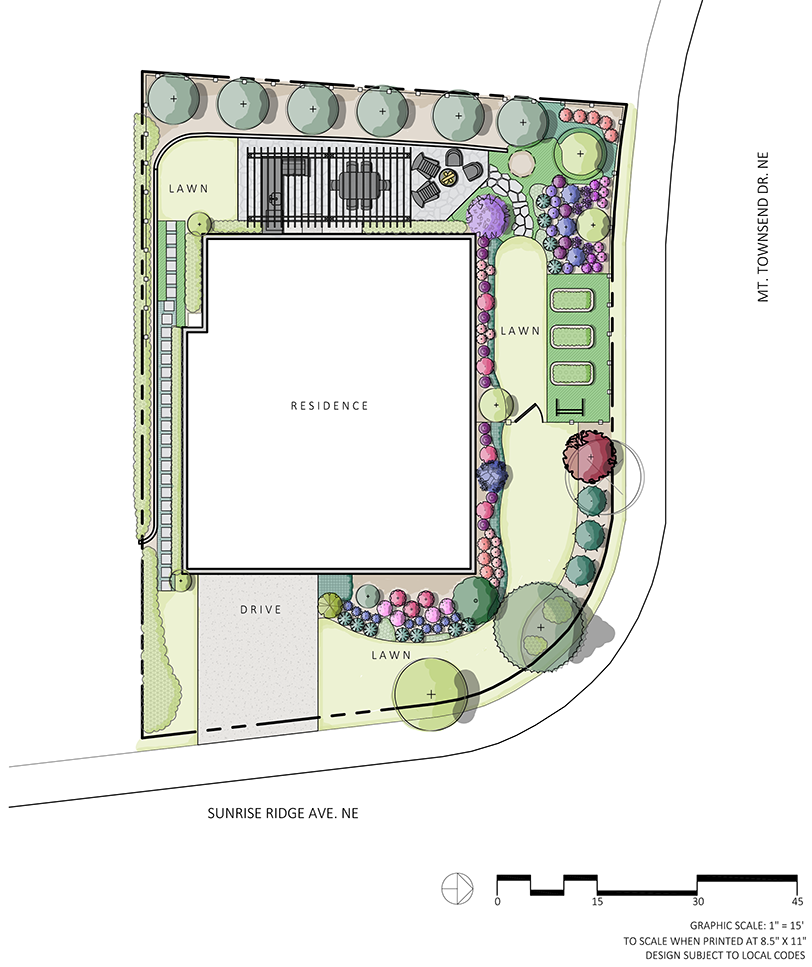 LAWN
MT. TOWNSEND DR. NE
LAWN
RESIDENCE
DRIVE
LAWN
SUNRISE RIDGE AVE. NE
0 15 30 45
GRAPHIC SCALE: 1" = 15'
TO SCALE WHEN PRINTED AT 8.5" X 11"
DESIGN SUBJECT TO LOCAL CODES